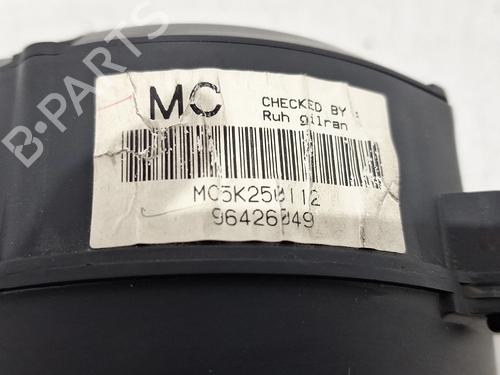 B-PARTS
MC
CHECKED BY :
Ruh gilran
MC5K250112
96426049